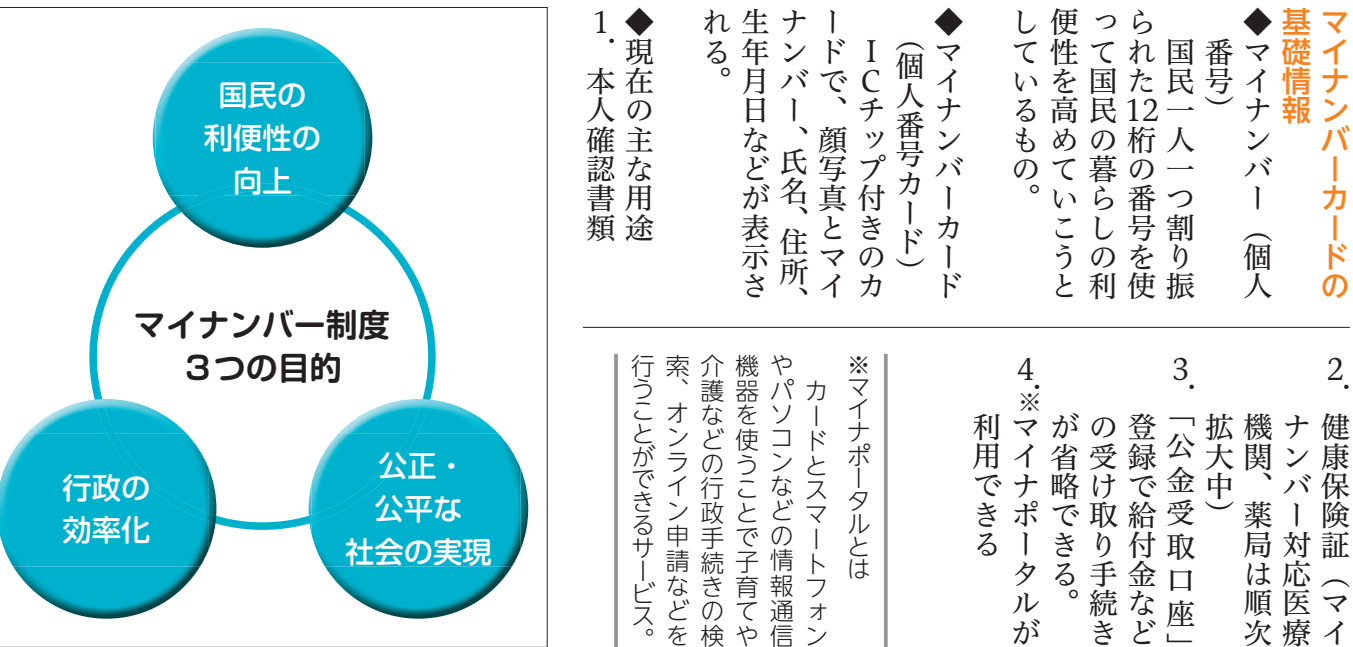 マイナンバーカードの
基礎情報
◆マイナンバー（個人
番号）
国民一人一つ割り振
られた12桁の番号を使
って国民の暮らしの利
便性を高めていこうと
しているもの。
◆マイナンバーカード
（個人番号カード）
ＩＣチップ付きのカ
ードで、顔写真とマイ
ナンバー、氏名、住所、
生年月日などが表示さ
れる。
◆現在の主な用途
1. 本人確認書類
2. 健康保険証（マイ
ナンバー対応医療
機関、薬局は順次
拡大中）
3. 「公金受取口座」
登録で給付金など
の受け取り手続き
が省略できる。
4.※マイナポータルが
利用できる
※マイナポータルとは
カードとスマートフォン
やパソコンなどの情報通信
機器を使うことで子育てや
介護などの行政手続きの検
索、オンライン申請などを
行うことができるサービス。
国民の
利便性の
向上
マイナンバー制度
３つの目的
行政の
効率化
公正・
公平な
社会の実現